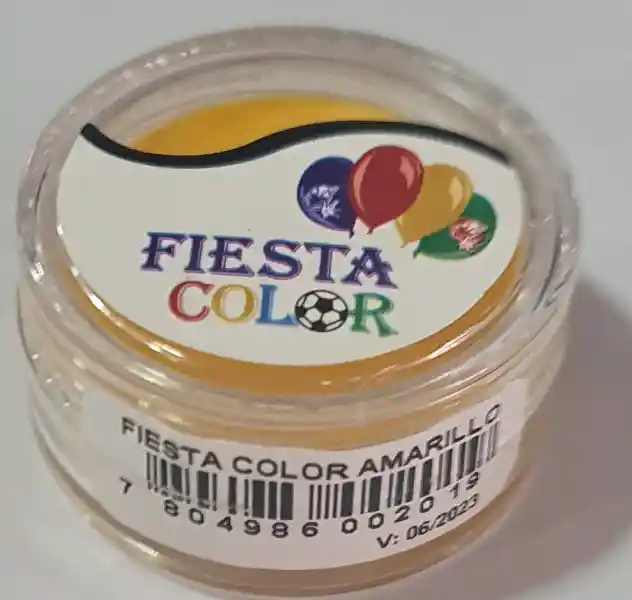 FIESTA
COLOR
FIESTA COLOR AMARILLO
7 804986 002019
V: 06/2023